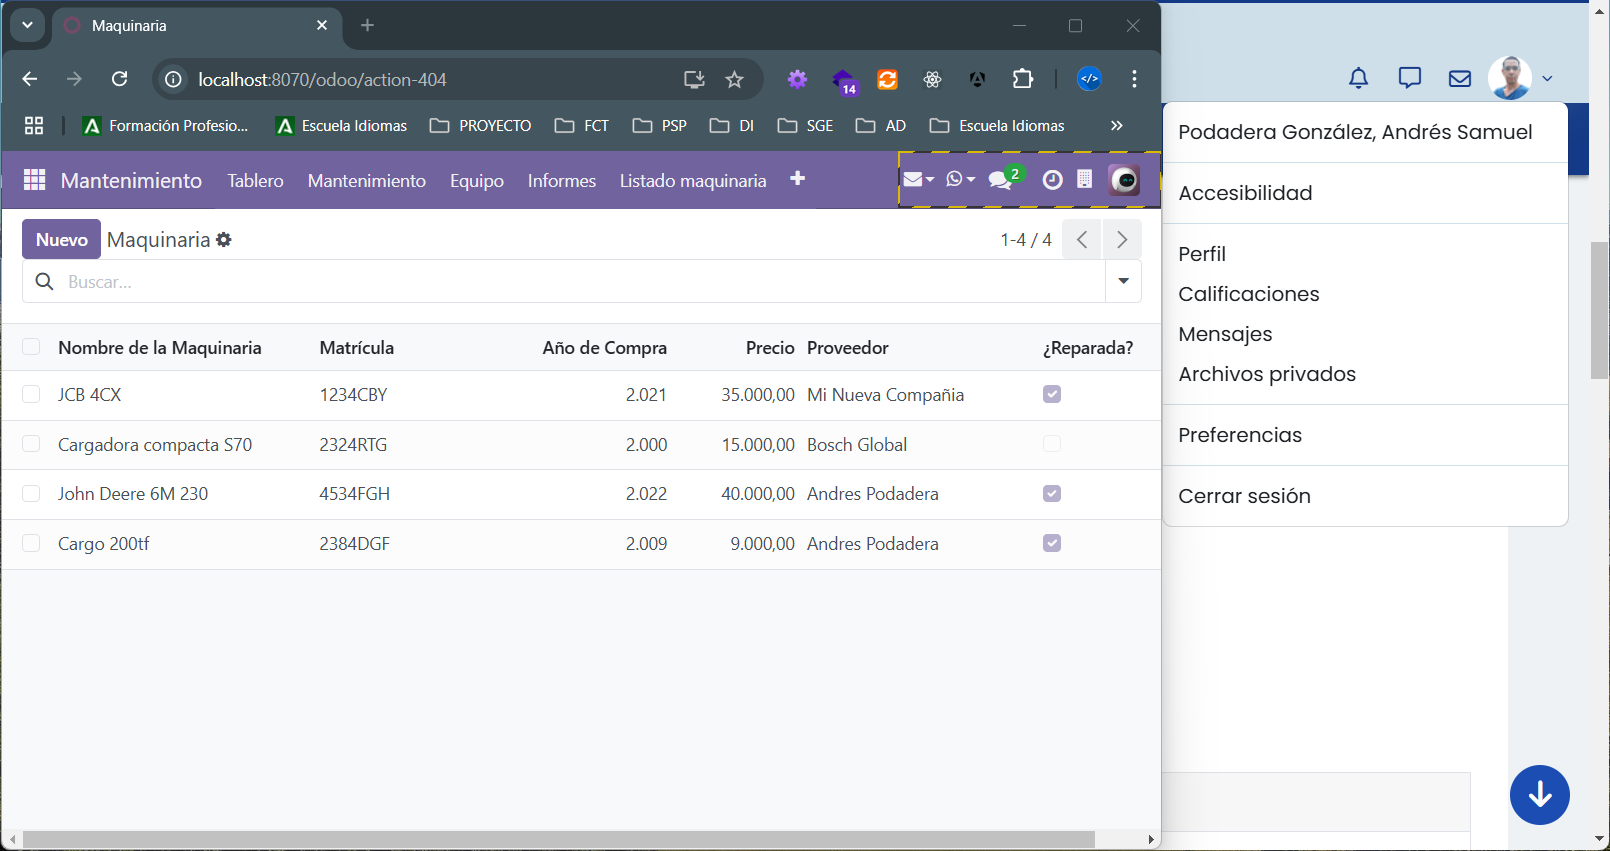 Maquinaria
localhost:8070/odoo/action-404
14
Formación Profesio...
Escuela Idiomas
PROYECTO
FCT
PSP
DI
SGE
AD
Escuela Idiomas
Mantenimiento
Tablero
Mantenimiento
Equipo
Informes
Listado maquinaria
2
Nuevo
Maquinaria
1-4 / 4
Buscar...
Nombre de la Maquinaria Matrícula Año de Compra Precio Proveedor ¿Reparada?
JCB 4CX 1234CBY 2.021 35.000,00 Mi Nueva Compañia
Cargadora compacta S70 2324RTG 2.000 15.000,00 Bosch Global
John Deere 6M 230 4534FGH 2.022 40.000,00 Andres Podadera
Cargo 200tf 2384DGF 2.009 9.000,00 Andres Podadera
Podadera González, Andrés Samuel
Accesibilidad
Perfil
Calificaciones
Mensajes
Archivos privados
Preferencias
Cerrar sesión